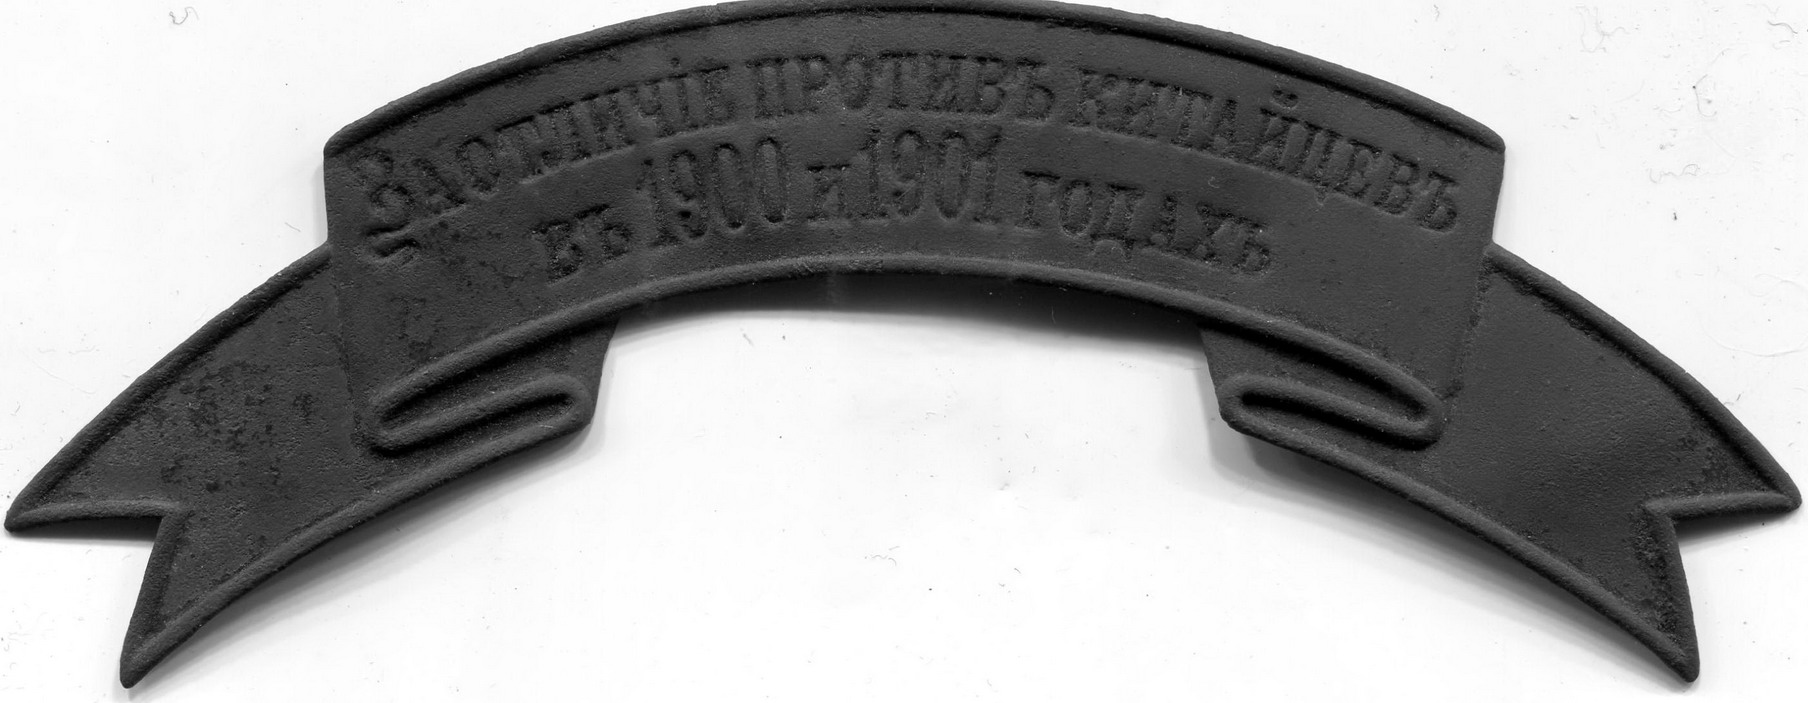 ЗА ОТЛИЧІЕ ПРОТИВЪ КИТАЙЦЕВЪ
ВЪ 1900 и 1901 ГОДАХЪ